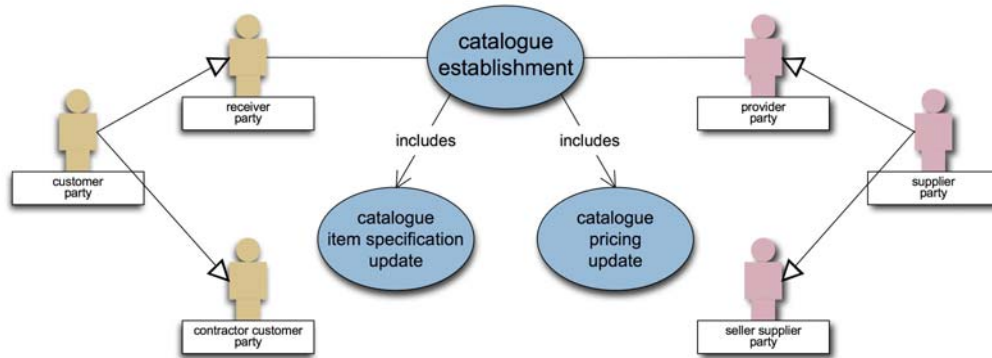 catalogue
establishment
receiver
party
provider
party
includes
includes
customer
party
supplier
party
catalogue
item specification
update
catalogue
pricing
update
contractor customer
party
seller supplier
party